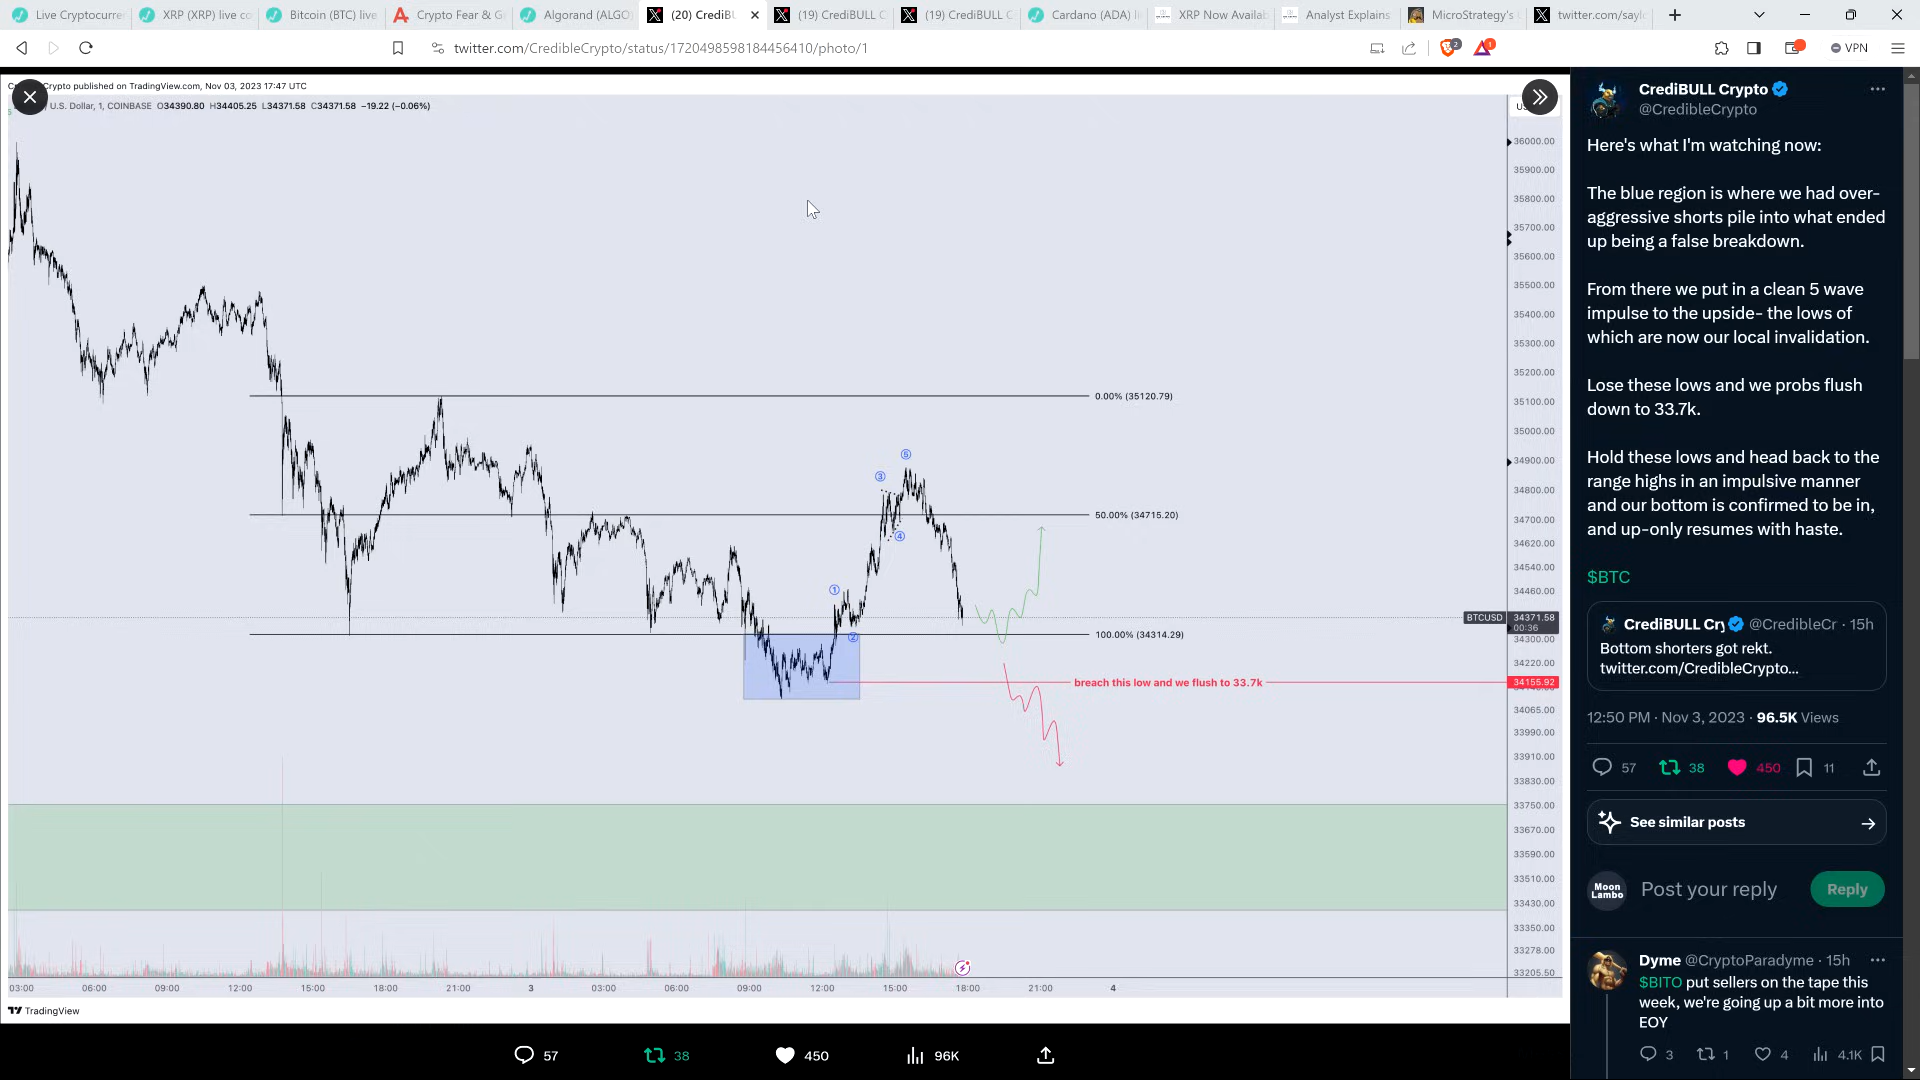 Live Cryptocurre
XRP (XRP) live co
Bitcoin (BTC) live
Crypto Fear & G
Algorand (ALGO
(20) CrediBU
(19) CrediBULL C
(19) CrediBULL C
Cardano (ADA) li
XRP Now Availab
Analyst Explains
MicroStrategy's
twitter.com/sayl
twitter.com/CredibleCrypto/status/1720498598184456410/photo/1
2
1
VPN
Crypto published on TradingView.com, Nov 03, 2023 17:47 UTC
U.S. Dollar, 1, COINBASE O34390.80 H34405.25 L34371.58 C34371.58 −19.22 (−0.06%)
36000.00
35900.00
35800.00
35700.00
35600.00
35500.00
35400.00
35300.00
35200.00
35100.00
35000.00
34900.00
34800.00
34700.00
34620.00
34540.00
34460.00
BTCUSD 34371.58
00:36
34300.00
34220.00
34155.92
34065.00
33990.00
33910.00
33830.00
33750.00
33670.00
33590.00
33510.00
33430.00
33350.00
33278.00
33205.50
0.00% (35120.79)
50.00% (34715.20)
100.00% (34314.29)
breach this low and we flush to 33.7k
1
2
3
4
5
03:00 06:00 09:00 12:00 15:00 18:00 21:00 3 03:00 06:00 09:00 12:00 15:00 18:00 21:00 4
TradingView
57 38 450 96K
CrediBULL Crypto
@CredibleCrypto
Here's what I'm watching now:
The blue region is where we had over-
aggressive shorts pile into what ended
up being a false breakdown.
From there we put in a clean 5 wave
impulse to the upside- the lows of
which are now our local invalidation.
Lose these lows and we probs flush
down to 33.7k.
Hold these lows and head back to the
range highs in an impulsive manner
and our bottom is confirmed to be in,
and up-only resumes with haste.
$BTC
CrediBULL Cry @CredibleCr · 15h
Bottom shorters got rekt.
twitter.com/CredibleCrypto...
12:50 PM · Nov 3, 2023 · 96.5K Views
57 38 450 11
See similar posts
Moon
Lambo
Post your reply
Reply
Dyme @CryptoParadyme · 15h
$BITO put sellers on the tape this
week, we're going up a bit more into
EOY
3 1 4 4.1K